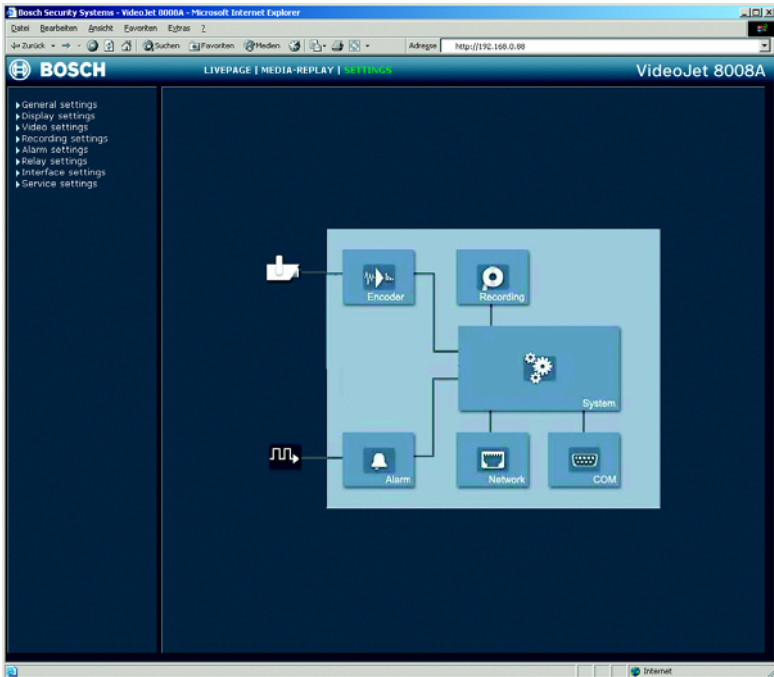 Bosch Security Systems - VideoJet 8008A - Microsoft Internet Explorer
Datei Bearbeiten Ansicht Favoriten Extras ?
Zurück Suchen Favoriten Medien Adresse http://192.168.0.88
BOSCH LIVEPAGE | MEDIA-REPLAY | SETTINGS VideoJet 8008A
General settings
Display settings
Video settings
Recording settings
Alarm settings
Relay settings
Interface settings
Service settings
Encoder
Recording
System
Alarm
Network
COM
Internet